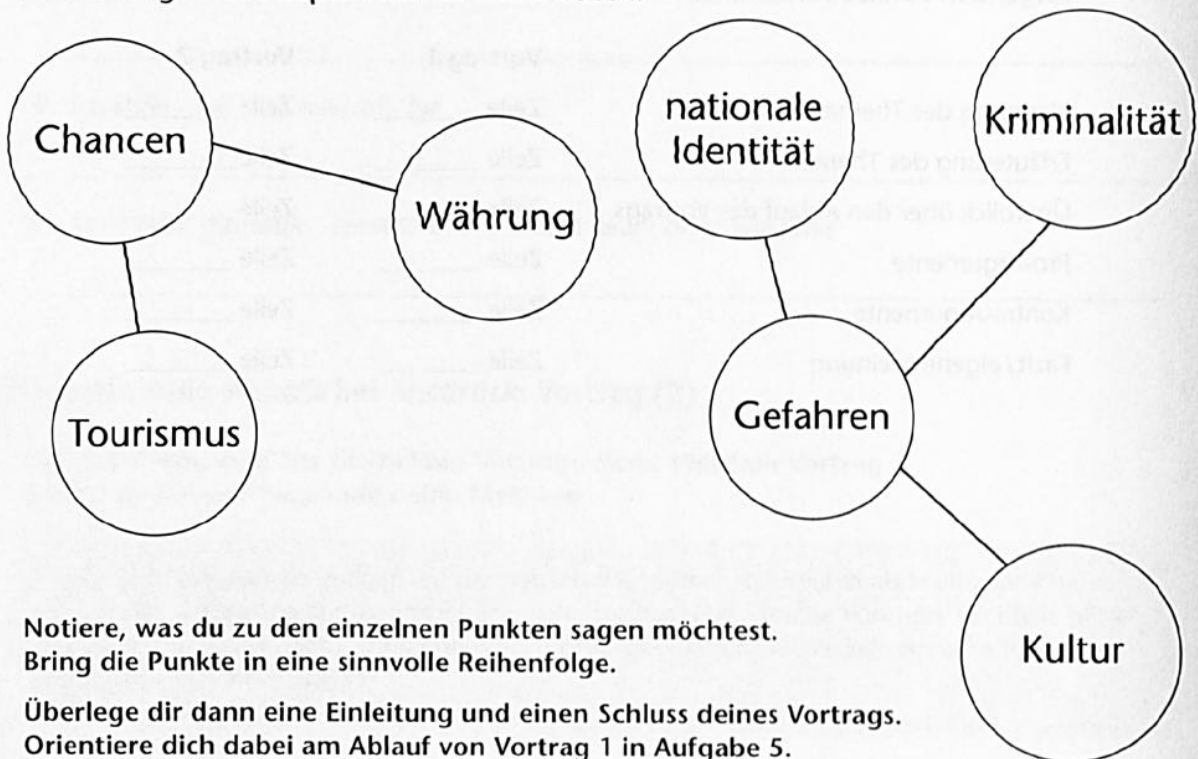 Chancen
Währung
Tourismus
nationale
Identität
Kriminalität
Gefahren
Kultur
Notiere, was du zu den einzelnen Punkten sagen möchtest.
Bring die Punkte in eine sinnvolle Reihenfolge.
Überlege dir dann eine Einleitung und einen Schluss deines Vortrags.
Orientiere dich dabei am Ablauf von Vortrag 1 in Aufgabe 5.